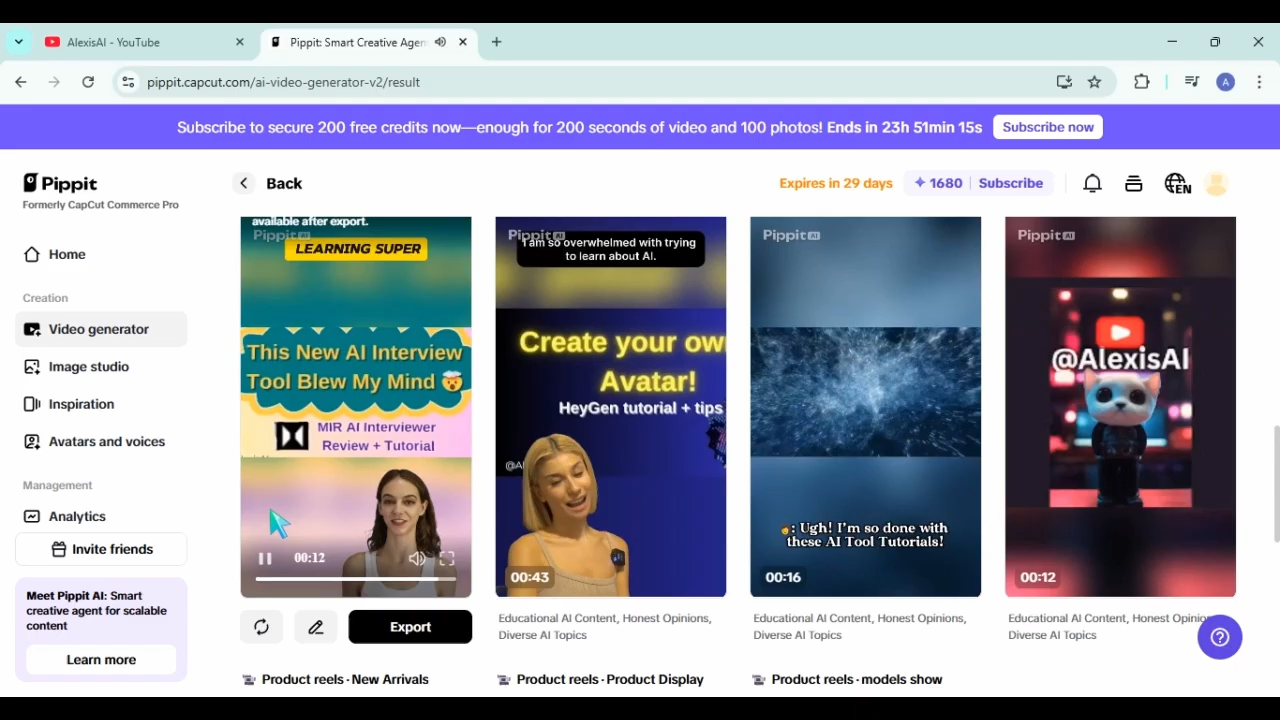 AlexisAI - YouTube
Pippit: Smart Creative Agen
pippit.capcut.com/ai-video-generator-v2/result
A
Subscribe to secure 200 free credits now—enough for 200 seconds of video and 100 photos! Ends in 23h 51min 15s
Subscribe now
Pippit
Formerly CapCut Commerce Pro
Back
Expires in 29 days
1680
Subscribe
EN
Home
Creation
Video generator
Image studio
Inspiration
Avatars and voices
Management
Analytics
Invite friends
Meet Pippit AI: Smart
creative agent for scalable
content
Learn more
available after export.
Pippit AI
LEARNING SUPER
This New AI Interview
Tool Blew My Mind 🤯
MIR AI Interviewer
Review + Tutorial
00:12
Export
Pippit AI
I am so overwhelmed with trying
to learn about AI.
Create your ow
Avatar!
HeyGen tutorial + tips
00:43
Educational AI Content, Honest Opinions,
Diverse AI Topics
Pippit AI
: Ugh! I'm so done with
these AI Tool Tutorials!
00:16
Educational AI Content, Honest Opinions,
Diverse AI Topics
Pippit AI
@AlexisAI
00:12
Educational AI Content, Honest Opinions,
Diverse AI Topics
Product reels · New Arrivals
Product reels · Product Display
Product reels · models show